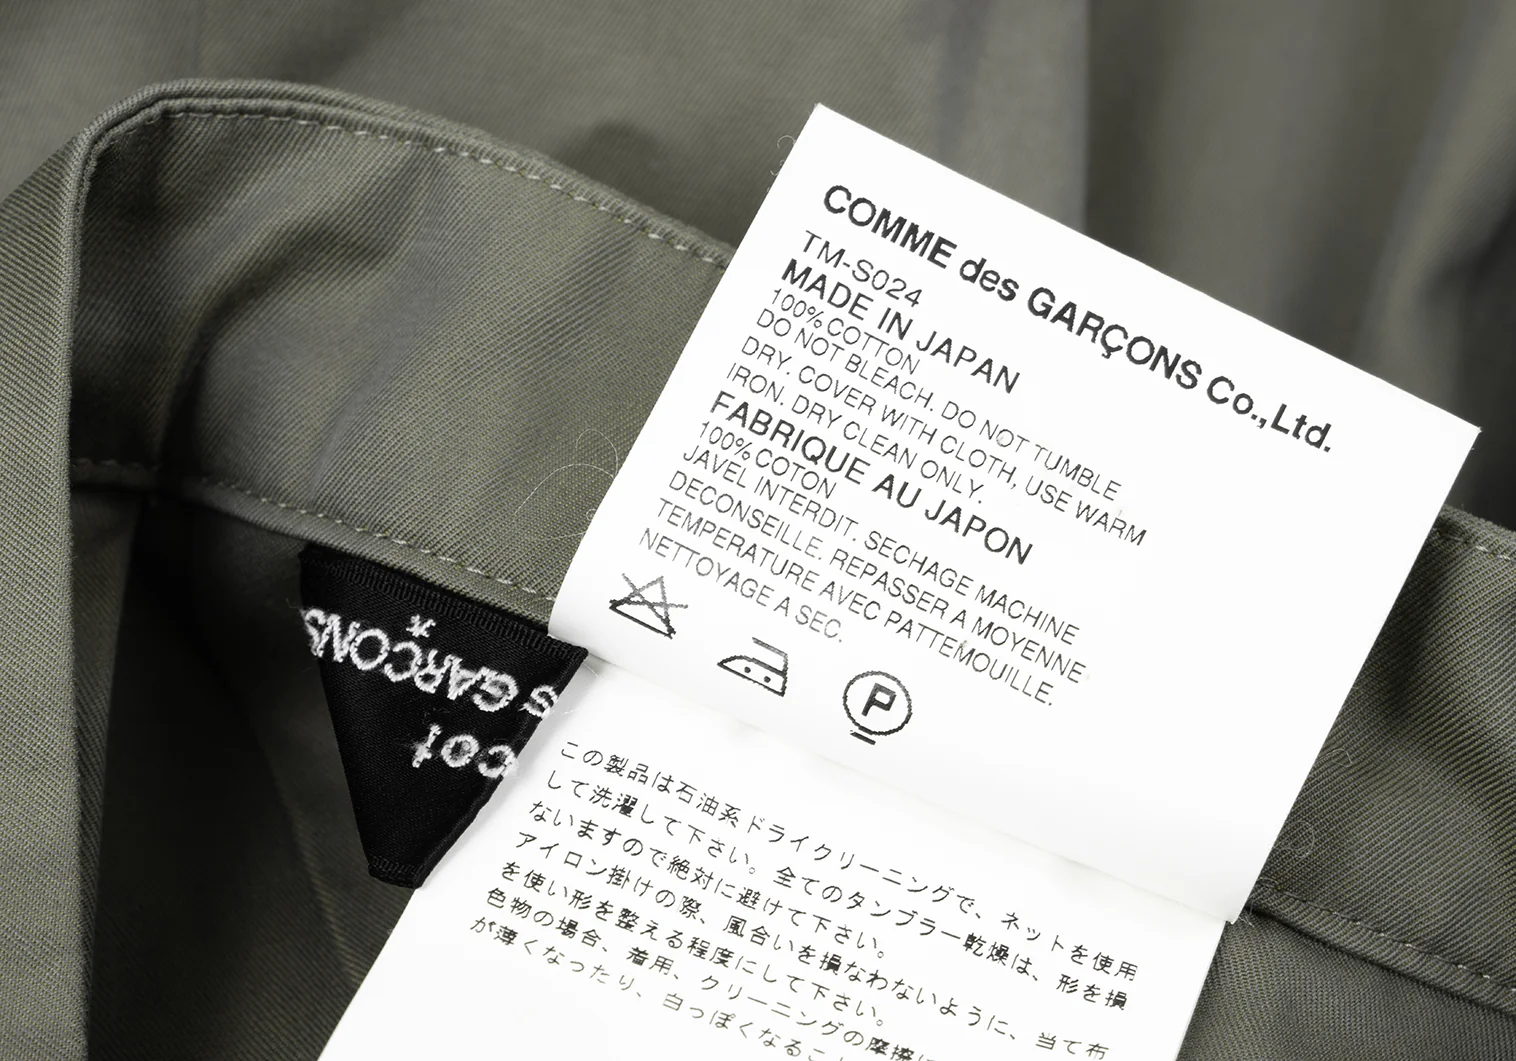 COMME des GARÇONS Co.,Ltd.
TM-S024
MADE IN JAPAN
100% COTTON
DO NOT BLEACH. DO NOT TUMBLE
DRY. COVER WITH CLOTH, USE WARM
IRON. DRY CLEAN ONLY.
FABRIQUE AU JAPON
100% COTON
JAVEL INTERDIT. SECHAGE MACHINE
DECONSEILLE. REPASSER A MOYENNE
TEMPERATURE AVEC PATTEMOUILLE.
NETTOYAGE A SEC.
P
GARÇONS
この製品は石油系ドライクリーニングで、ネットを使用
して洗濯して下さい。全てのタンブラー乾燥は、形を損
ないますので絶対に避けて下さい。
アイロン掛けの際、風合いを損なわないように、当て布
を使い形を整える程度にして下さい。
色物の場合、着用、クリーニングの摩擦に
が薄くなったり、白っぽくなるこ